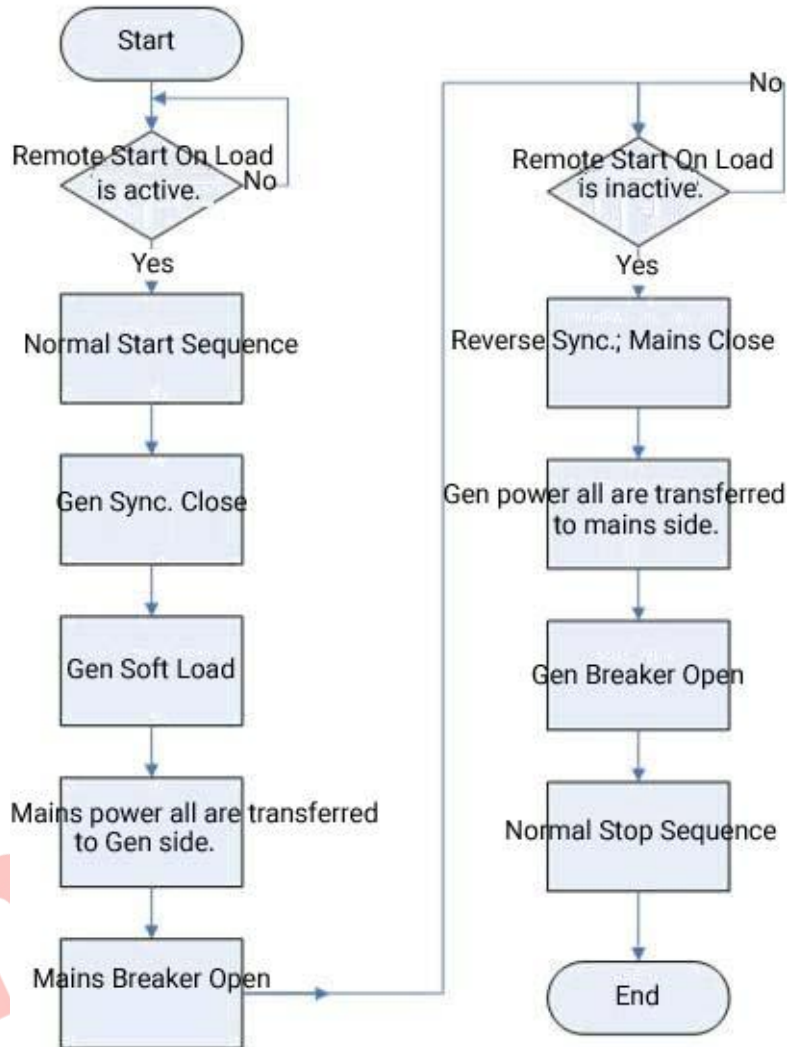 Start
Remote Start On Load
is active.
No
Yes
Normal Start Sequence
Gen Sync. Close
Gen Soft Load
Mains power all are transferred
to Gen side.
Mains Breaker Open
No
Remote Start On Load
is inactive.
Yes
Reverse Sync.; Mains Close
Gen power all are transferred
to mains side.
Gen Breaker Open
Normal Stop Sequence
End